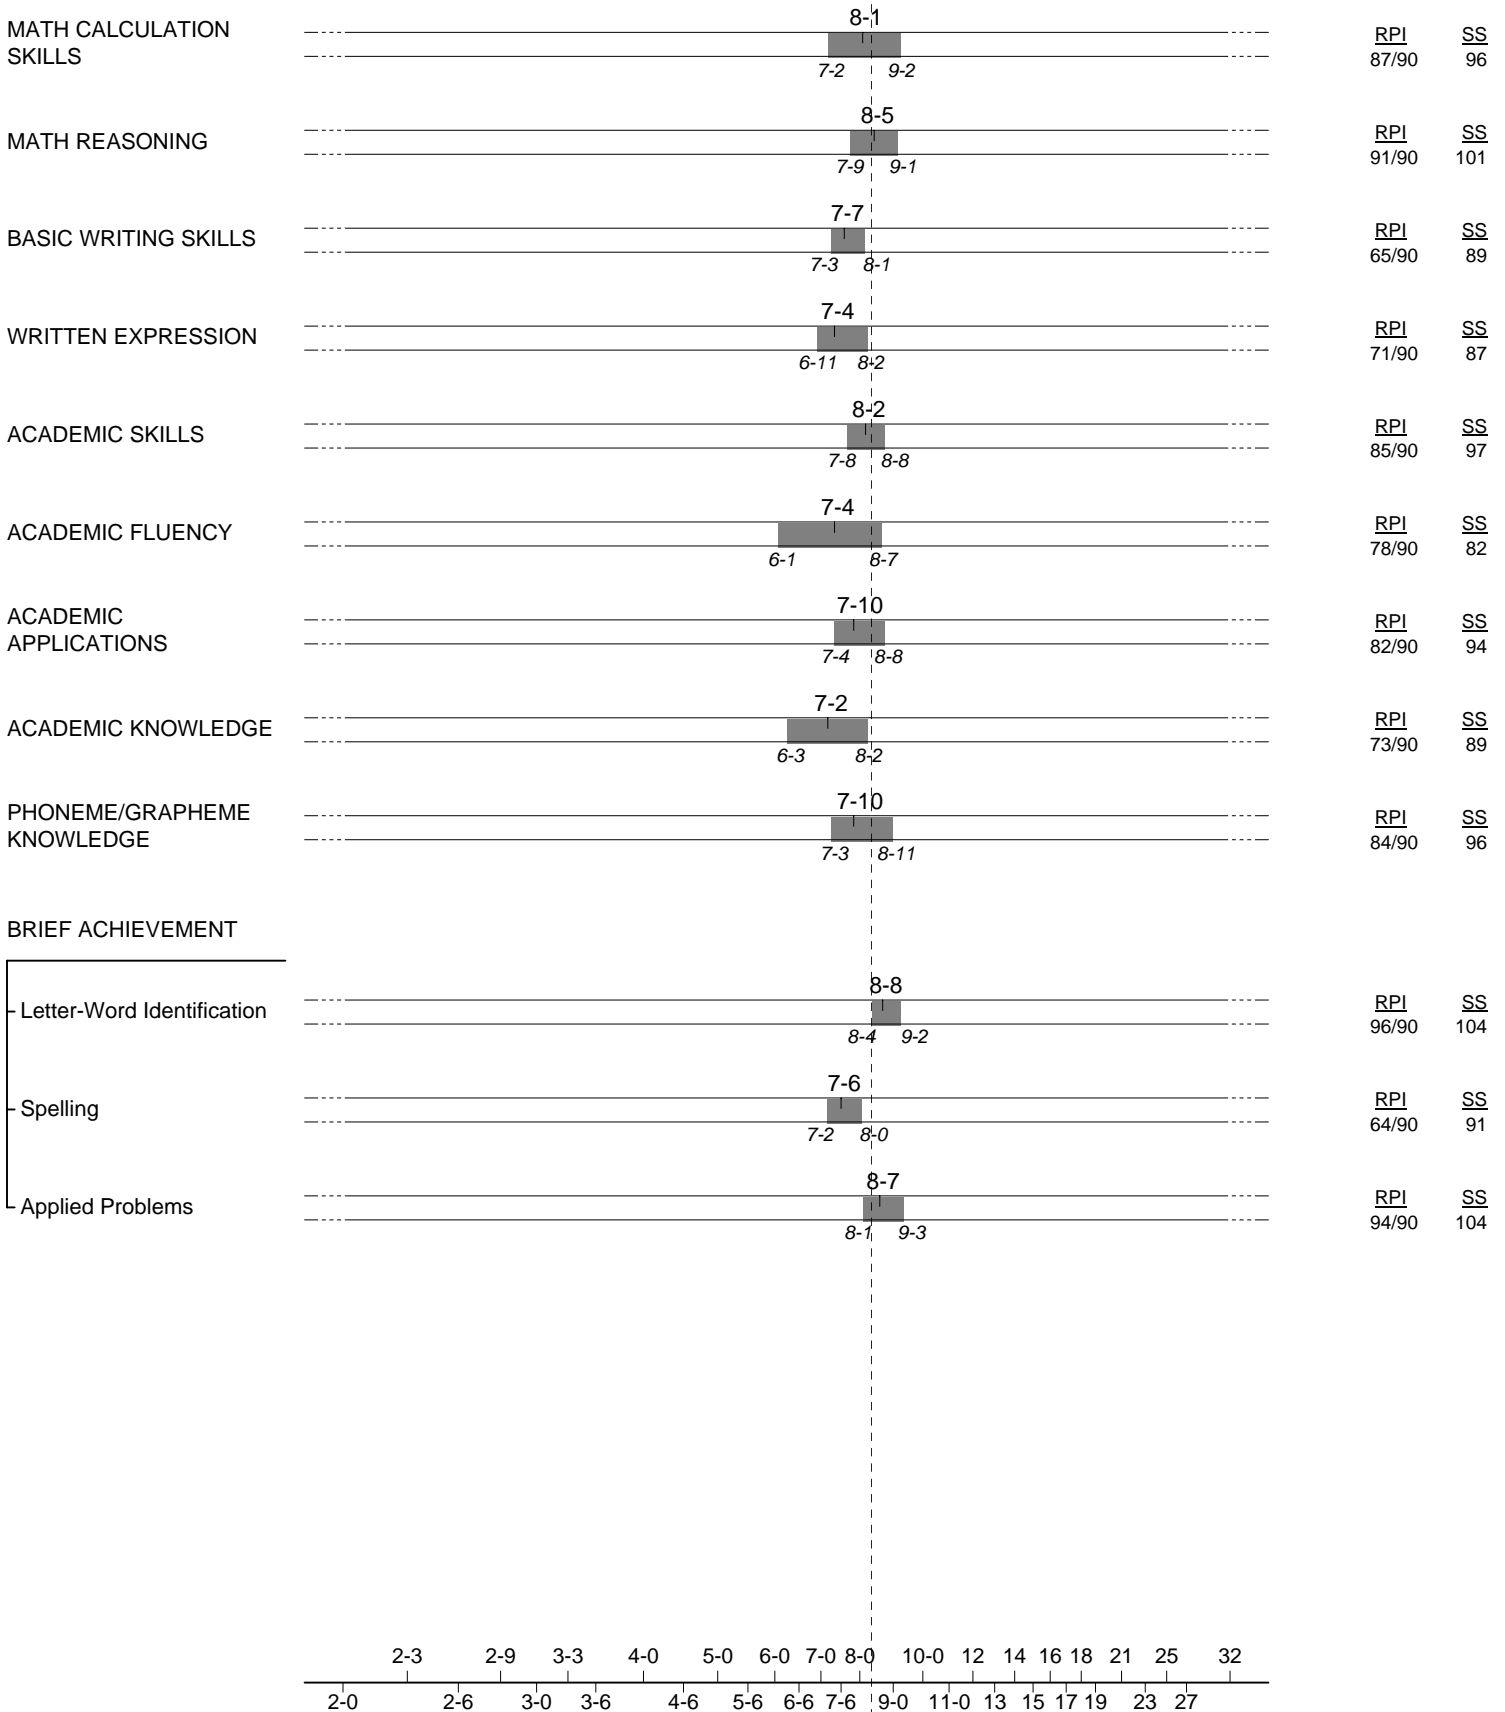 8-1
MATH CALCULATION
SKILLS
RPI SS
87/90 96
7-2 9-2
8-5
MATH REASONING
RPI SS
91/90 101
7-9 9-1
7-7
BASIC WRITING SKILLS
RPI SS
65/90 89
7-3 8-1
7-4
WRITTEN EXPRESSION
RPI SS
71/90 87
6-11 8-2
8-2
ACADEMIC SKILLS
RPI SS
85/90 97
7-8 8-8
7-4
ACADEMIC FLUENCY
RPI SS
78/90 82
6-1 8-7
7-10
ACADEMIC
APPLICATIONS
RPI SS
82/90 94
7-4 8-8
7-2
ACADEMIC KNOWLEDGE
RPI SS
73/90 89
6-3 8-2
7-10
PHONEME/GRAPHEME
KNOWLEDGE
RPI SS
84/90 96
7-3 8-11
BRIEF ACHIEVEMENT
8-8
Letter-Word Identification
RPI SS
96/90 104
8-4 9-2
7-6
Spelling
RPI SS
64/90 91
7-2 8-0
8-7
Applied Problems
RPI SS
94/90 104
8-1 9-3
2-3 2-9 3-3 4-0 5-0 6-0 7-0 8-0 10-0 12 14 16 18 21 25 32
2-0 2-6 3-0 3-6 4-6 5-6 6-6 7-6 9-0 11-0 13 15 17 19 23 27